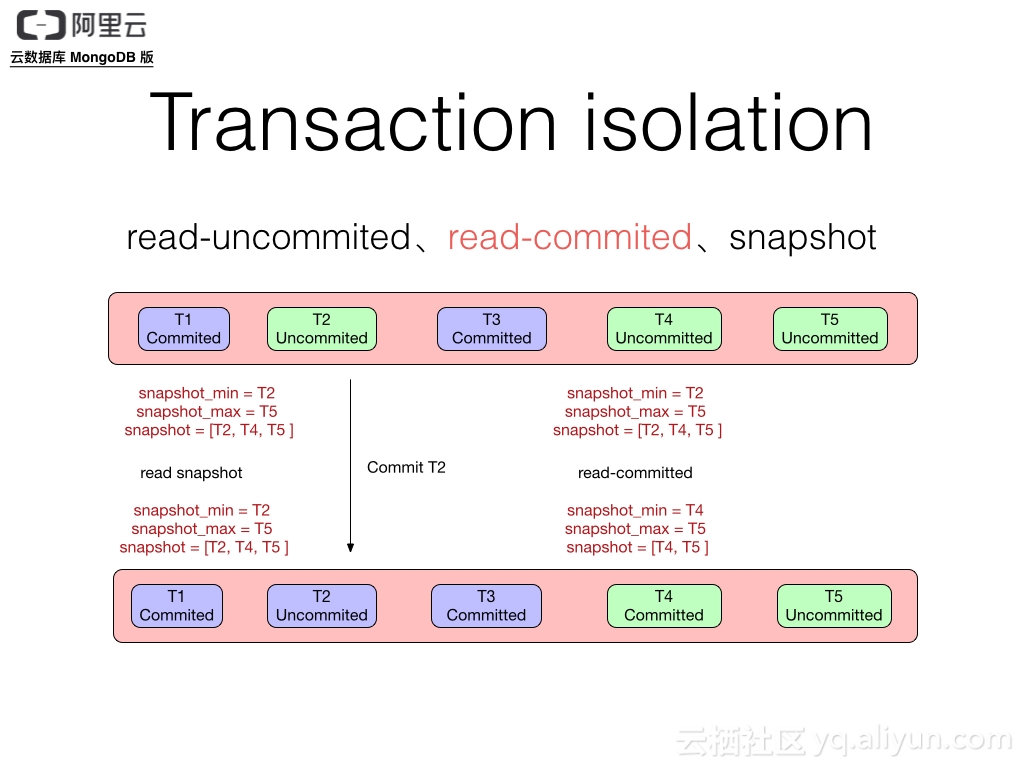 阿里云
云数据库 MongoDB 版
Transaction isolation
read-uncommited、read-commited、snapshot
T1
Commited
T2
Uncommited
T3
Committed
T4
Uncommitted
T5
Uncommitted
snapshot_min = T2
snapshot_max = T5
snapshot = [T2, T4, T5 ]
read snapshot
snapshot_min = T2
snapshot_max = T5
snapshot = [T2, T4, T5 ]
Commit T2
snapshot_min = T2
snapshot_max = T5
snapshot = [T2, T4, T5 ]
read-committed
snapshot_min = T4
snapshot_max = T5
snapshot = [T4, T5 ]
T1
Commited
T2
Uncommited
T3
Committed
T4
Committed
T5
Uncommitted
云栖社区 yq.aliyun.com